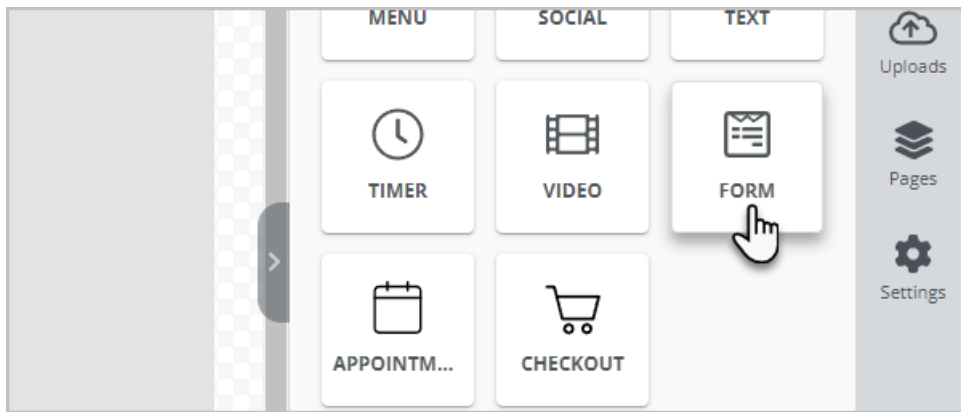 MENU
SOCIAL
TEXT
Uploads
TIMER
VIDEO
FORM
Pages
Settings
APPOINTM...
CHECKOUT